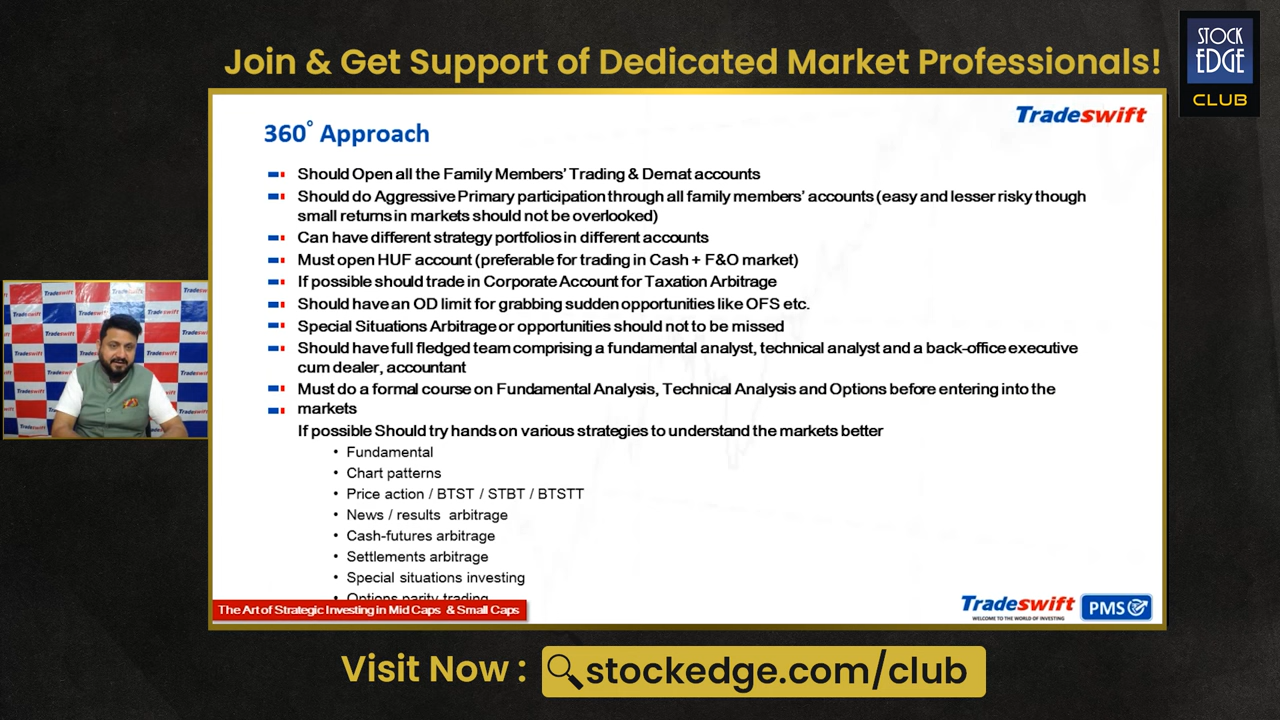 Join & Get Support of Dedicated Market Professionals!
STOCK
EDGE
CLUB
Tradeswift
360° Approach
Should Open all the Family Members' Trading & Demat accounts
Should do Aggressive Primary participation through all family members' accounts (easy and lesser risky though
small returns in markets should not be overlooked)
Can have different strategy portfolios in different accounts
Must open HUF account (preferable for trading in Cash + F&O market)
If possible should trade in Corporate Account for Taxation Arbitrage
Should have an OD limit for grabbing sudden opportunities like OFS etc.
Special Situations Arbitrage or opportunities should not to be missed
Should have full fledged team comprising a fundamental analyst, technical analyst and a back-office executive
cum dealer, accountant
Must do a formal course on Fundamental Analysis, Technical Analysis and Options before entering into the
markets
If possible Should try hands on various strategies to understand the markets better
• Fundamental
• Chart patterns
• Price action / BTST / STBT / BTSTT
• News / results arbitrage
• Cash-futures arbitrage
• Settlements arbitrage
• Special situations investing
• Options parity trading
The Art of Strategic Investing in Mid Caps & Small Caps
Tradeswift
WELCOME TO THE WORLD OF INVESTING
PMS
Tradeswift
Tradeswift
Tradeswift
Tradeswift
Visit Now :
stockedge.com/club